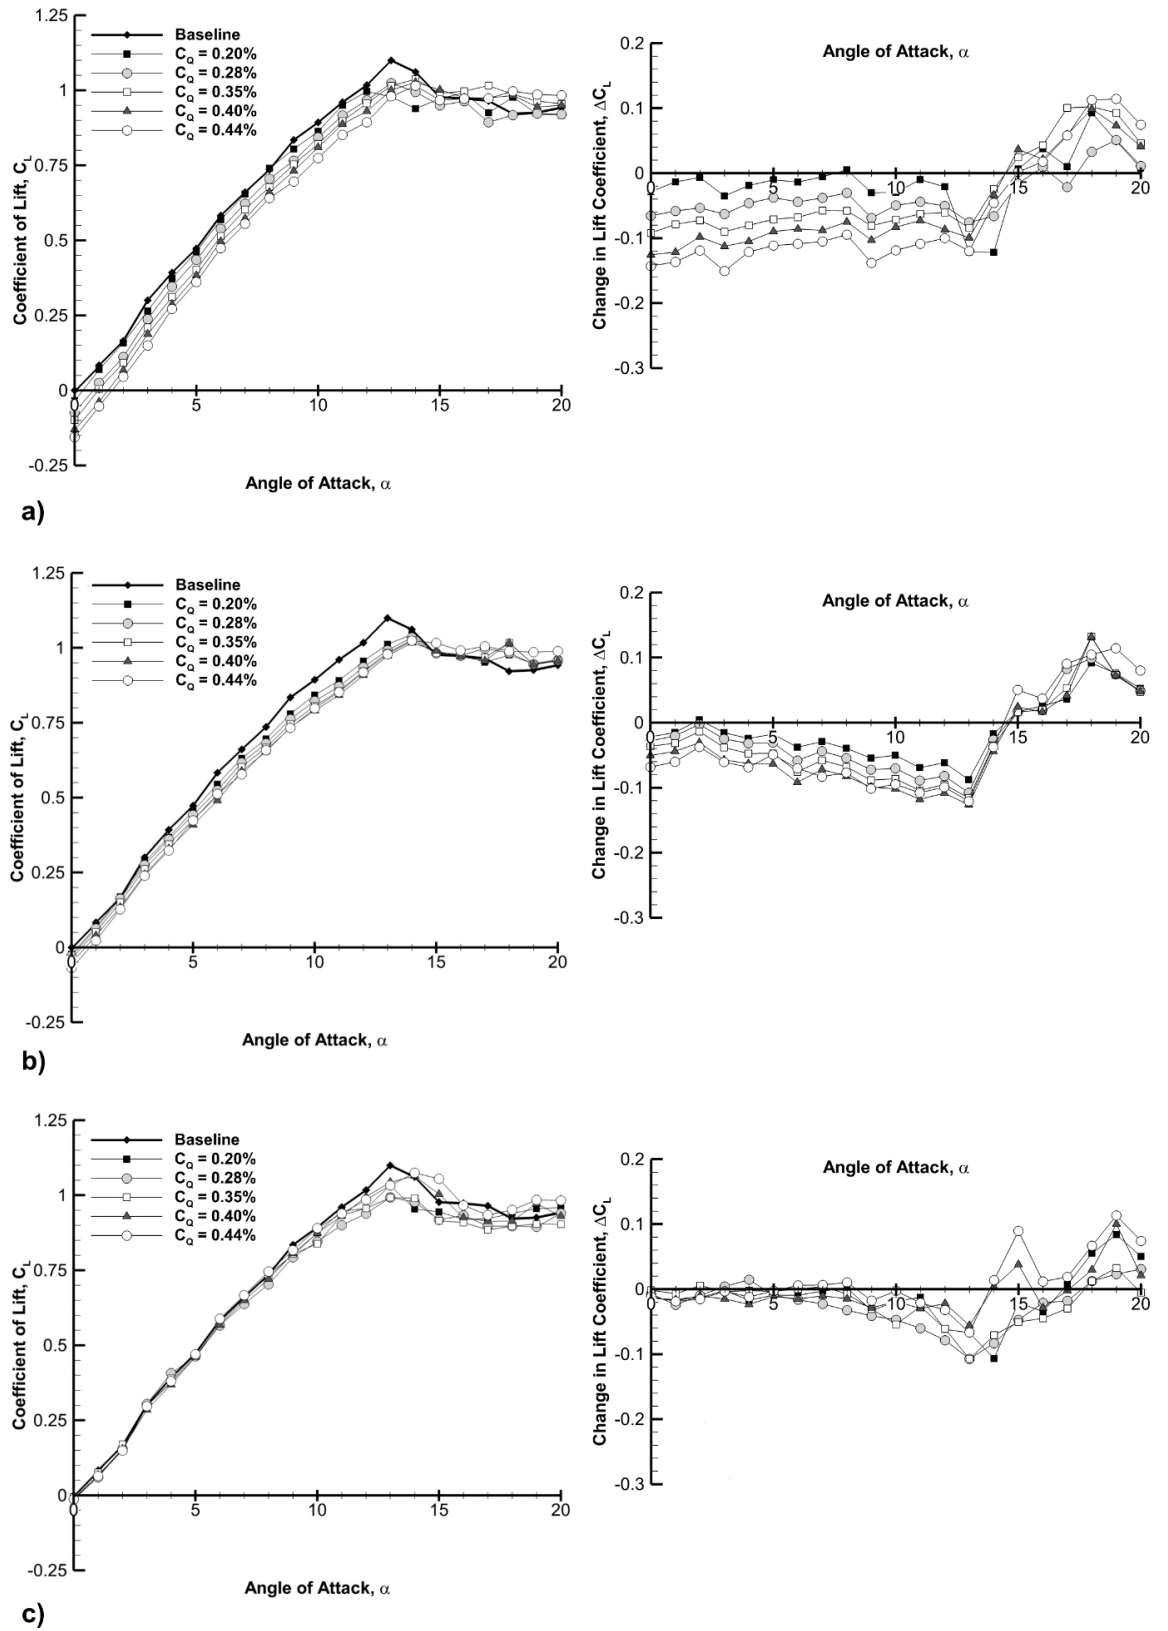 1.25
1
0.75
0.5
0.25
0
-0.25
Coefficient of Lift, C_L
Baseline
C_Q = 0.20%
C_Q = 0.28%
C_Q = 0.35%
C_Q = 0.40%
C_Q = 0.44%
0 5 10 15 20
Angle of Attack, α
0.2
0.1
0
-0.1
-0.2
-0.3
Change in Lift Coefficient, ΔC_L
Angle of Attack, α
0 5 10 15 20
a)
1.25
1
0.75
0.5
0.25
0
-0.25
Coefficient of Lift, C_L
Baseline
C_Q = 0.20%
C_Q = 0.28%
C_Q = 0.35%
C_Q = 0.40%
C_Q = 0.44%
0 5 10 15 20
Angle of Attack, α
0.2
0.1
0
-0.1
-0.2
-0.3
Change in Lift Coefficient, ΔC_L
Angle of Attack, α
0 5 10 15 20
b)
1.25
1
0.75
0.5
0.25
0
-0.25
Coefficient of Lift, C_L
Baseline
C_Q = 0.20%
C_Q = 0.28%
C_Q = 0.35%
C_Q = 0.40%
C_Q = 0.44%
0 5 10 15 20
Angle of Attack, α
0.2
0.1
0
-0.1
-0.2
-0.3
Change in Lift Coefficient, ΔC_L
Angle of Attack, α
0 5 10 15 20
c)